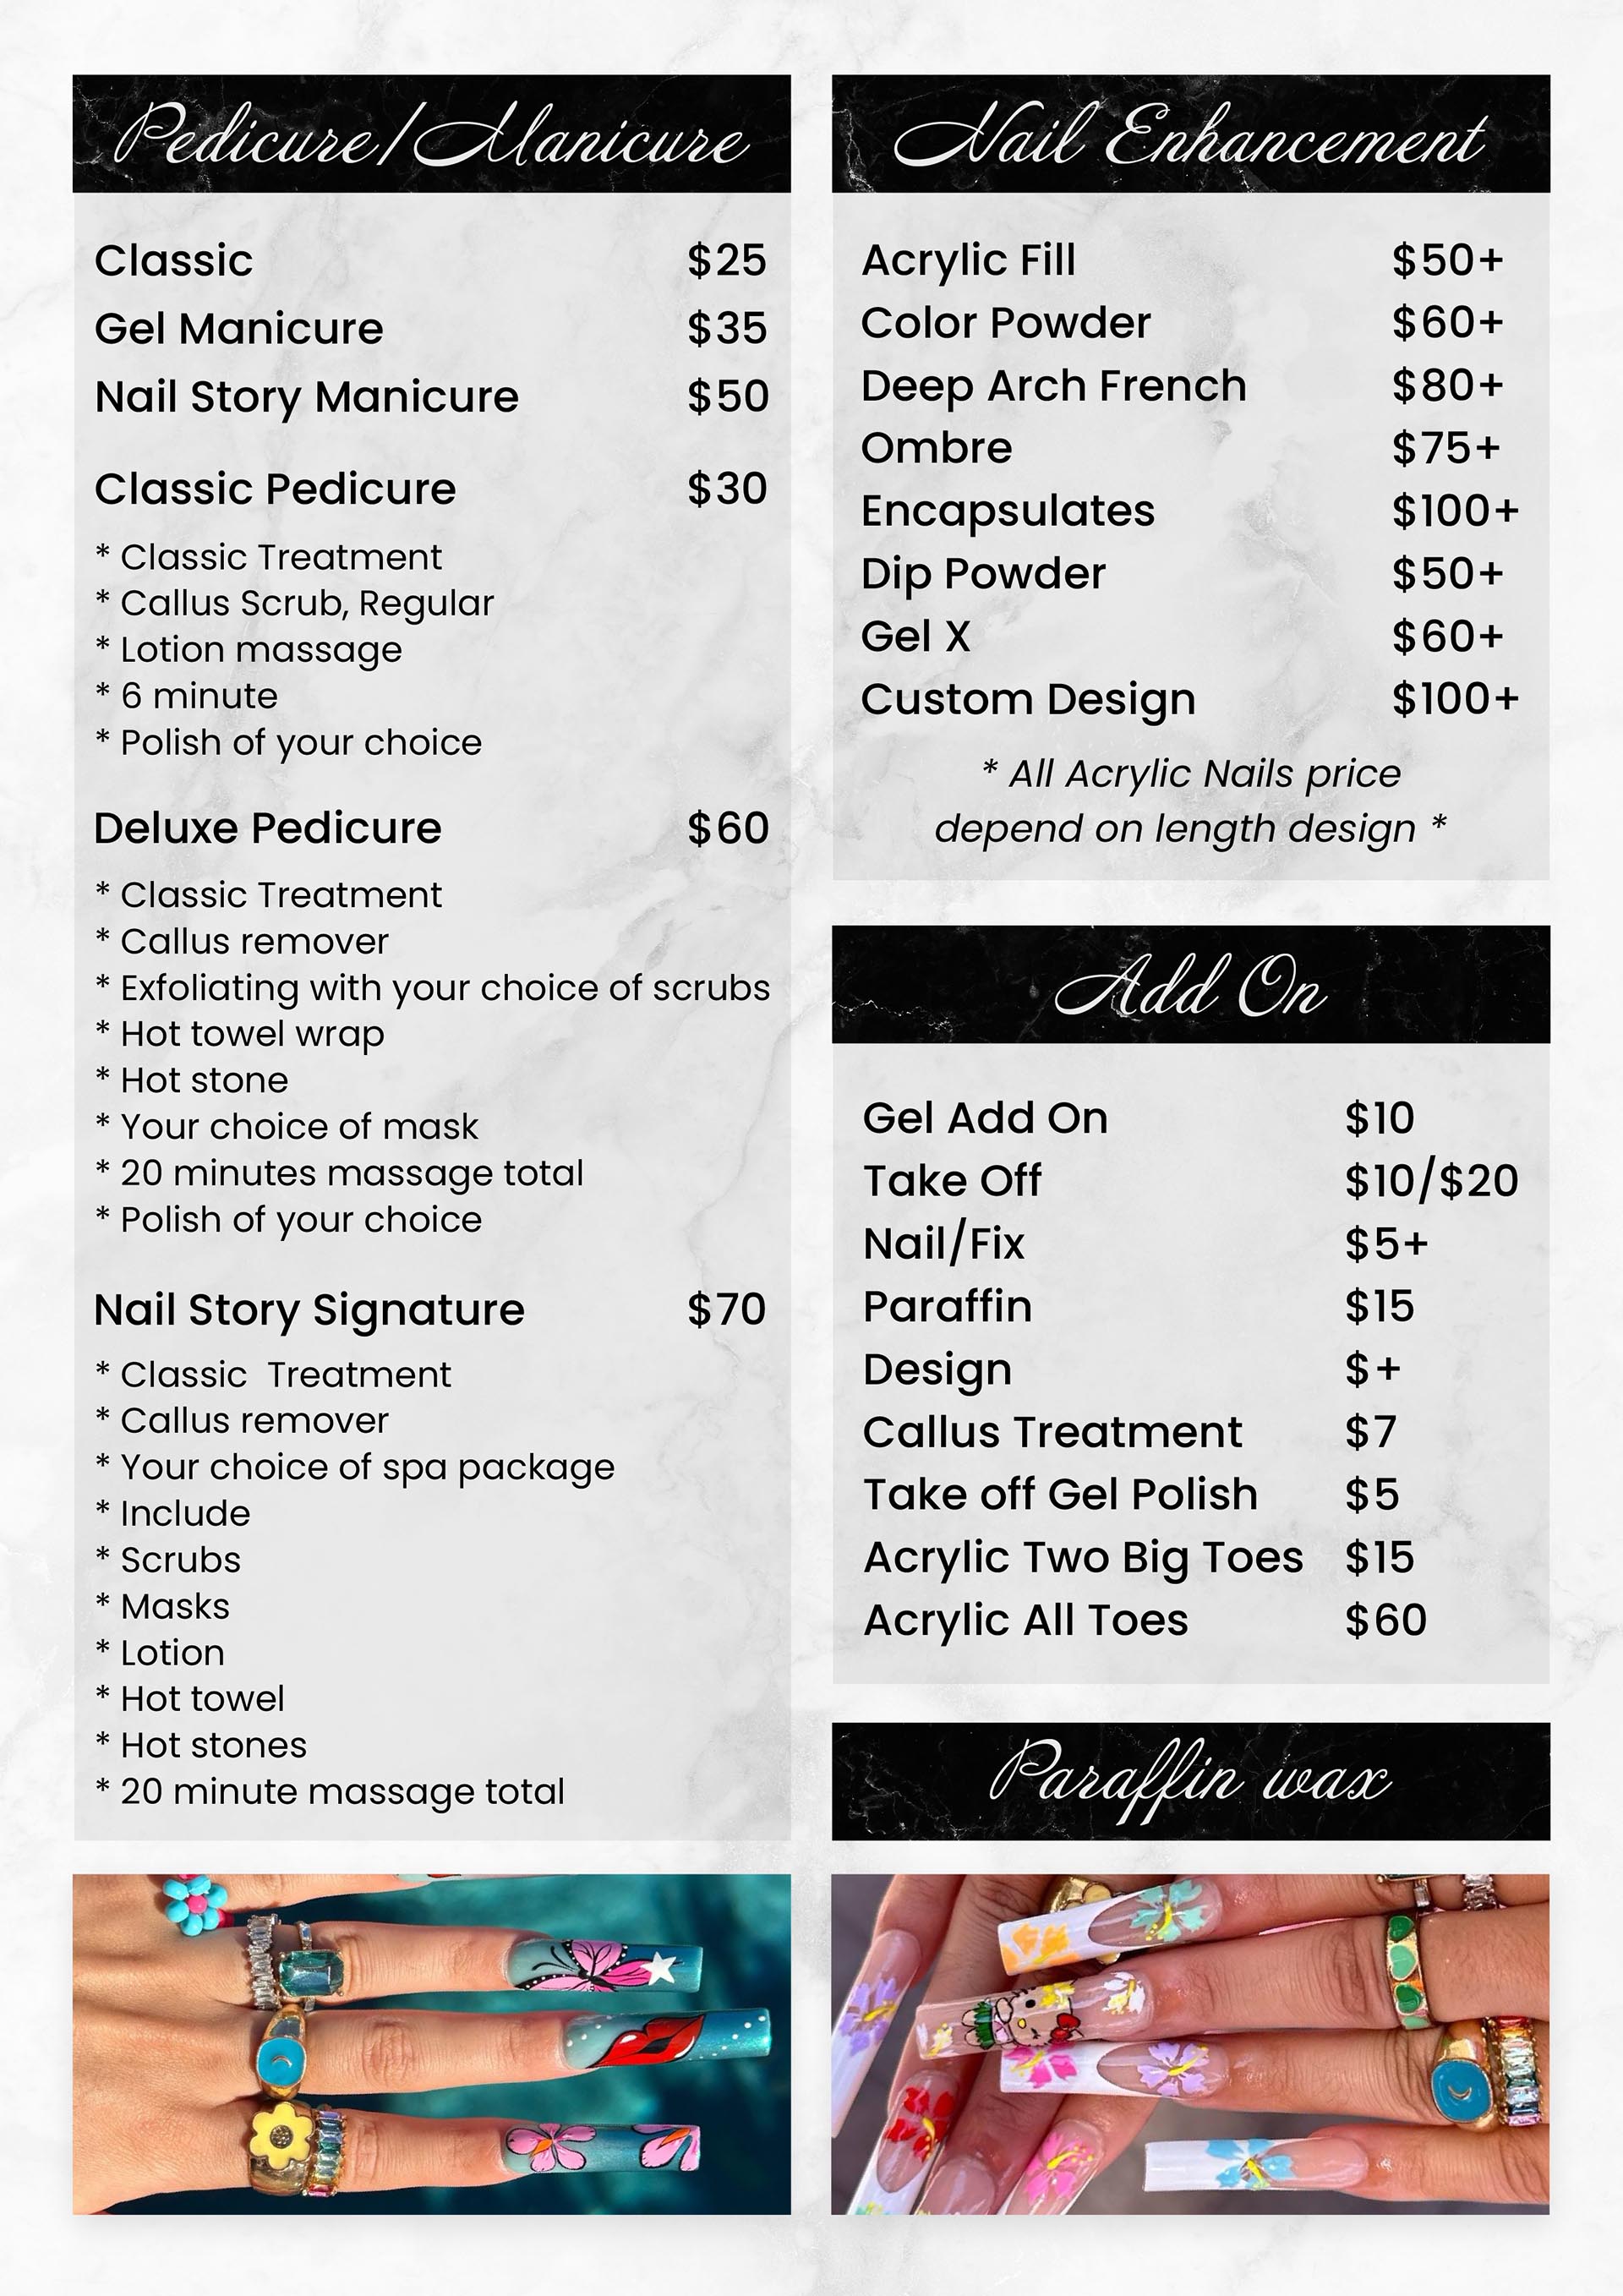 Pedicure/Manicure
Classic $25
Gel Manicure $35
Nail Story Manicure $50
Classic Pedicure $30
* Classic Treatment
* Callus Scrub, Regular
* Lotion massage
* 6 minute
* Polish of your choice
Deluxe Pedicure $60
* Classic Treatment
* Callus remover
* Exfoliating with your choice of scrubs
* Hot towel wrap
* Hot stone
* Your choice of mask
* 20 minutes massage total
* Polish of your choice
Nail Story Signature $70
* Classic  Treatment
* Callus remover
* Your choice of spa package
* Include
* Scrubs
* Masks
* Lotion
* Hot towel
* Hot stones
* 20 minute massage total
Nail Enhancement
Acrylic Fill $50+
Color Powder $60+
Deep Arch French $80+
Ombre $75+
Encapsulates $100+
Dip Powder $50+
Gel X $60+
Custom Design $100+
* All Acrylic Nails price
depend on length design *
Add On
Gel Add On $10
Take Off $10/$20
Nail/Fix $5+
Paraffin $15
Design $+
Callus Treatment $7
Take off Gel Polish $5
Acrylic Two Big Toes $15
Acrylic All Toes $60
Paraffin wax